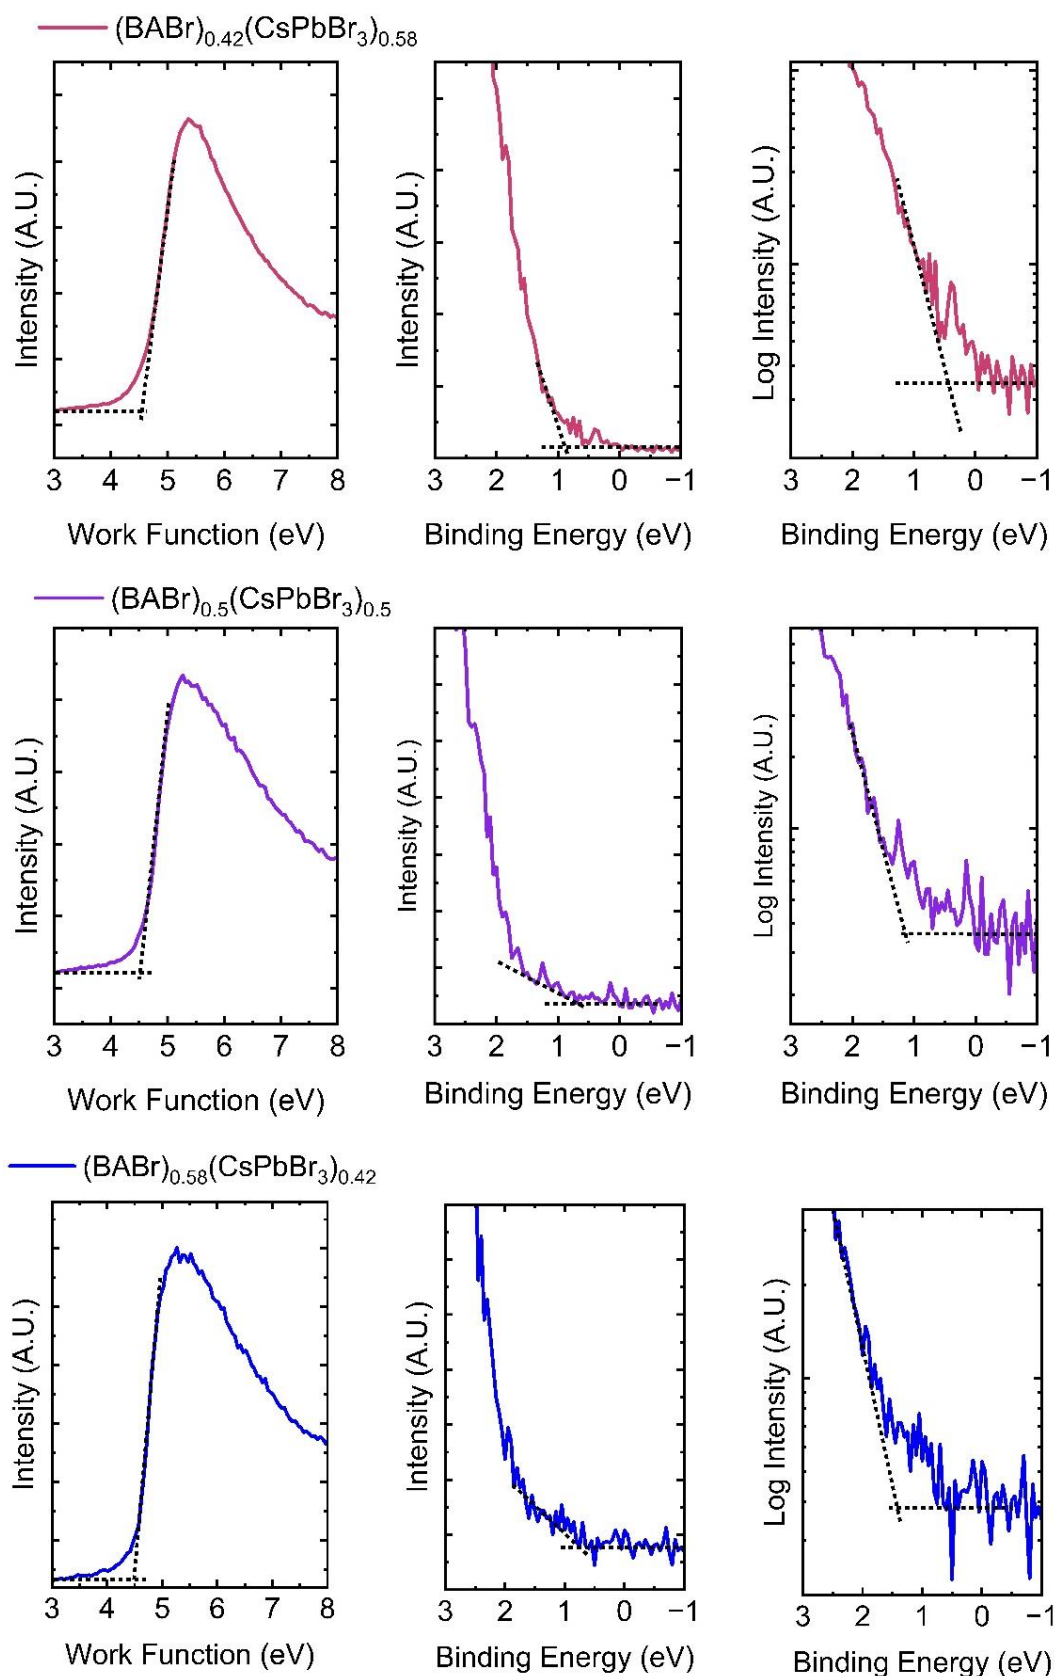 (BABr)0.42(CsPbBr3)0.58
Intensity (A.U.)
3 4 5 6 7 8
Work Function (eV)
Intensity (A.U.)
3 2 1 0 −1
Binding Energy (eV)
Log Intensity (A.U.)
3 2 1 0 −1
Binding Energy (eV)
(BABr)0.5(CsPbBr3)0.5
Intensity (A.U.)
3 4 5 6 7 8
Work Function (eV)
Intensity (A.U.)
3 2 1 0 −1
Binding Energy (eV)
Log Intensity (A.U.)
3 2 1 0 −1
Binding Energy (eV)
(BABr)0.58(CsPbBr3)0.42
Intensity (A.U.)
3 4 5 6 7 8
Work Function (eV)
Intensity (A.U.)
3 2 1 0 −1
Binding Energy (eV)
Log Intensity (A.U.)
3 2 1 0 −1
Binding Energy (eV)